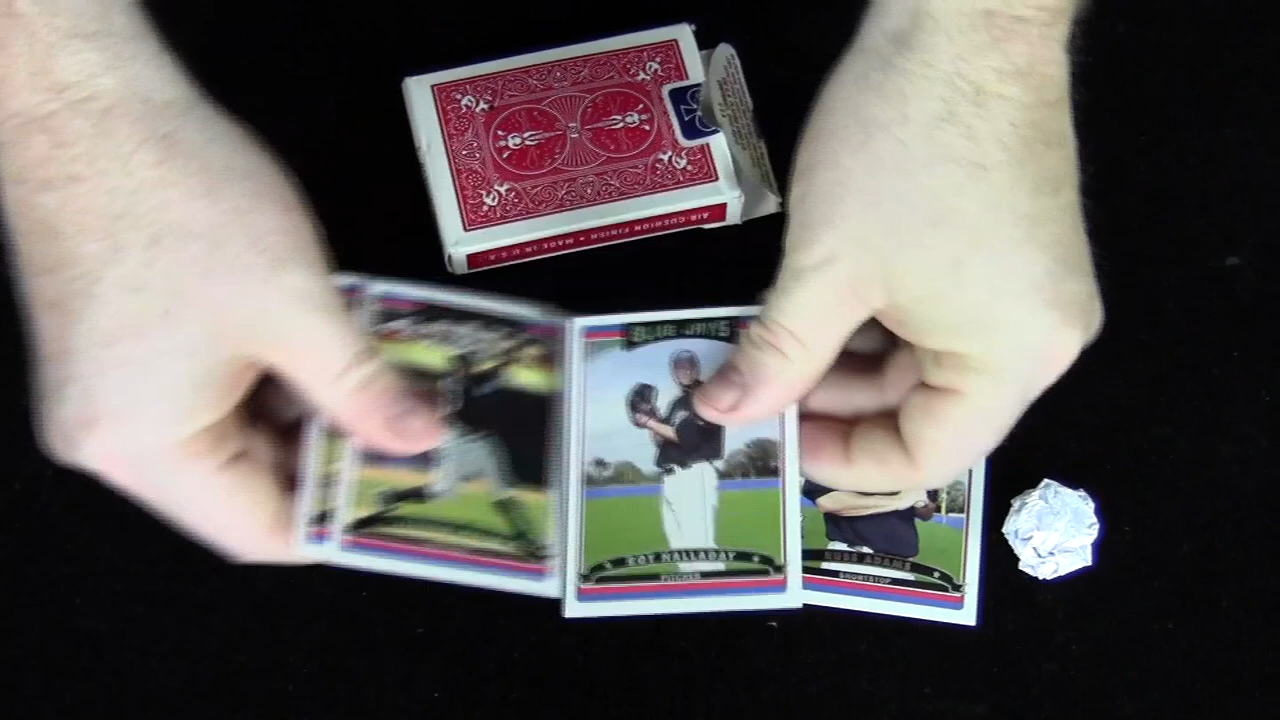 AIR-CUSHION FINISH • MADE IN U.S.A.
BLUE JAYS
ROY HALLADAY
PITCHER
RUSS ADAMS
SHORTSTOP